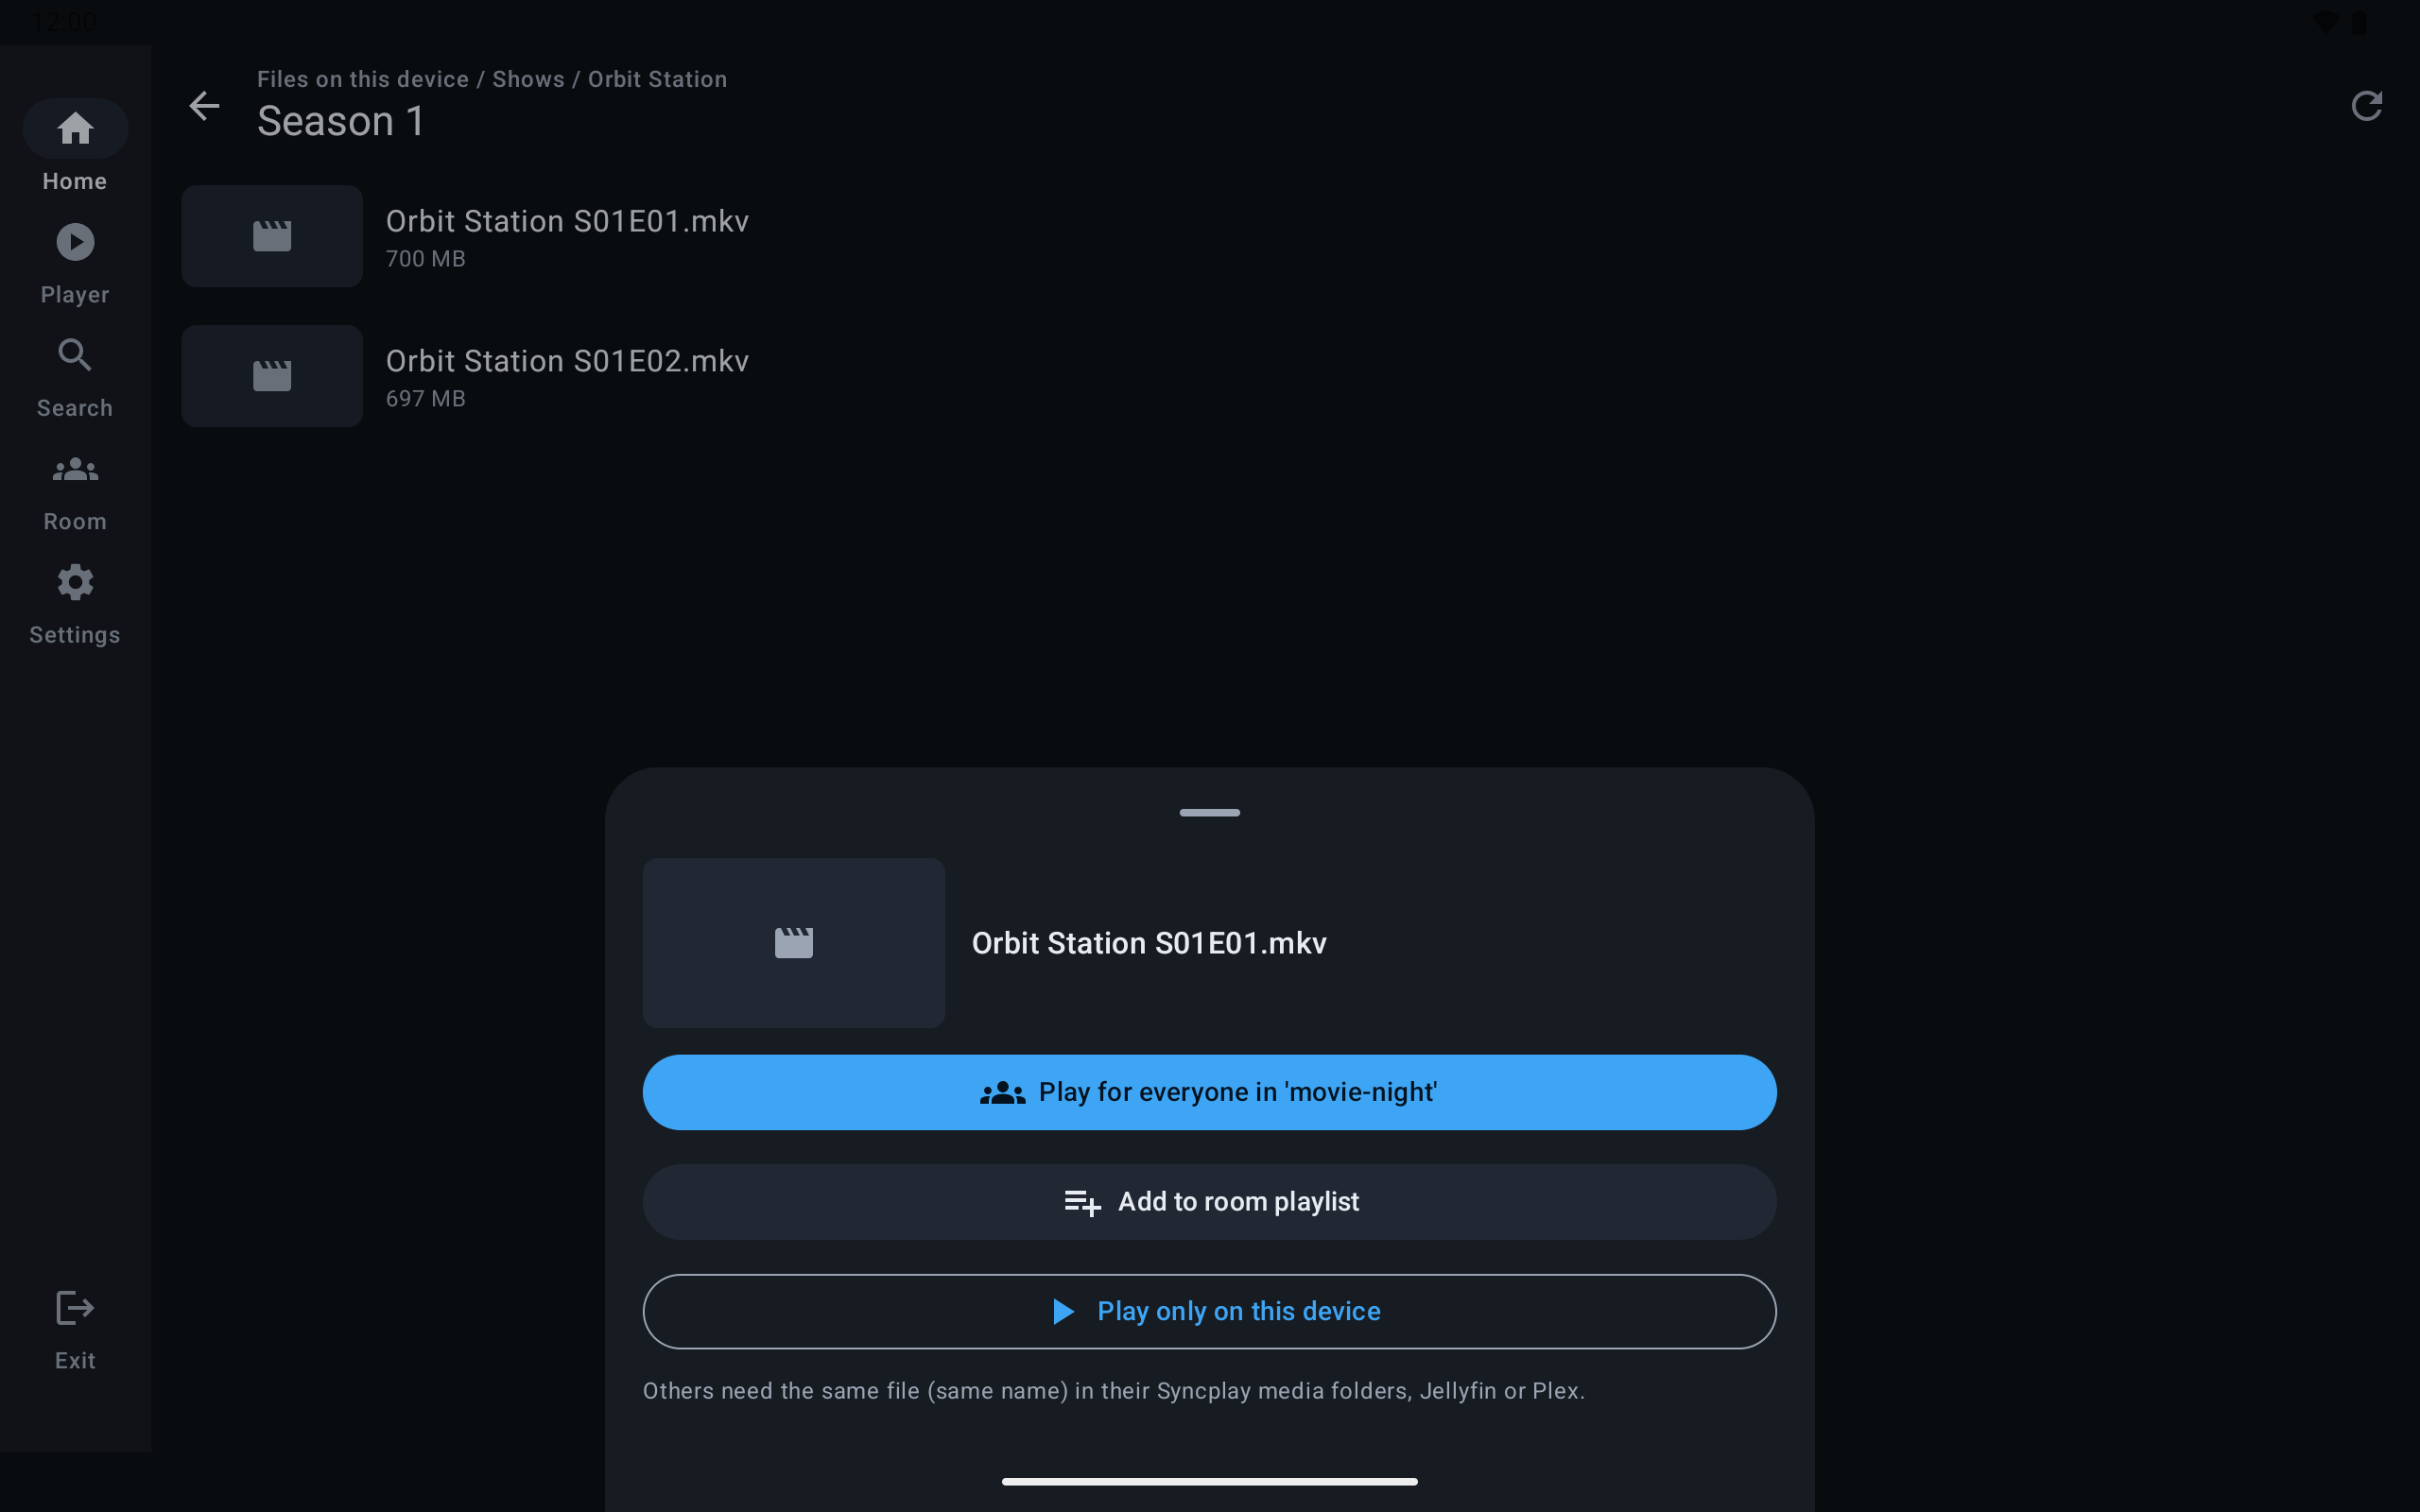 12:00
Files on this device / Shows / Orbit Station
Season 1
Home
Player
Search
Room
Settings
Exit
Orbit Station S01E01.mkv
700 MB
Orbit Station S01E02.mkv
697 MB
Orbit Station S01E01.mkv
Play for everyone in 'movie-night'
Add to room playlist
Play only on this device
Others need the same file (same name) in their Syncplay media folders, Jellyfin or Plex.